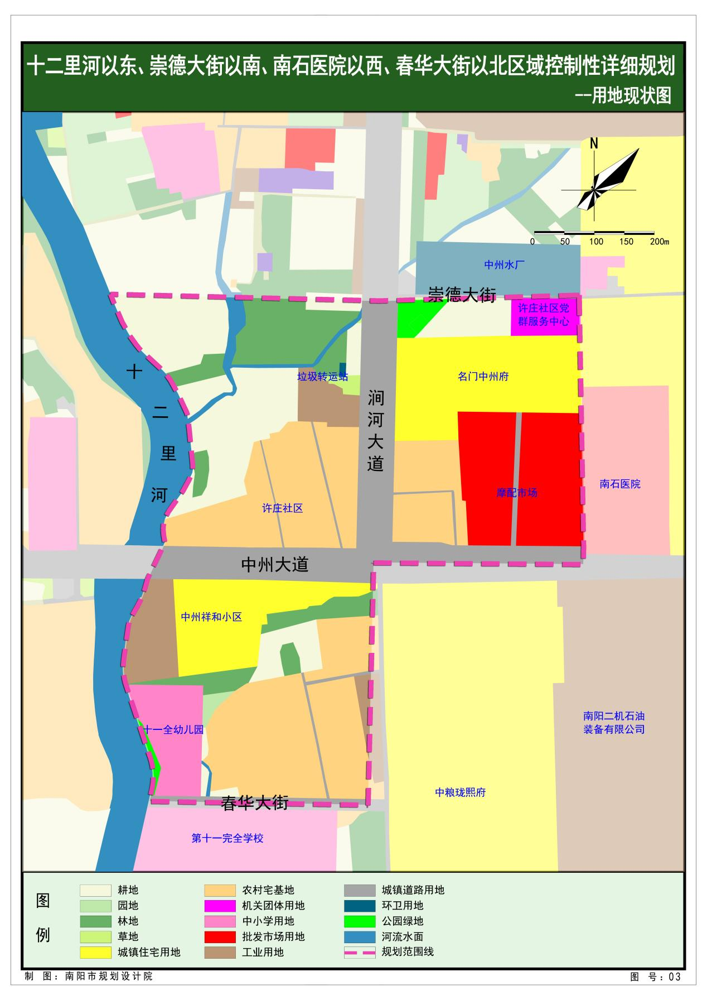 十二里河以东、崇德大街以南、南石医院以西、春华大街以北区域控制性详细规划
--用地现状图
N
0 50 100 150 200m
中州水厂
崇德大街
许庄社区党
群服务中心
十二里河
垃圾转运站
名门中州府
涧河大道
摩配市场
南石医院
许庄社区
中州大道
中州祥和小区
十一全幼儿园
南阳二机石油
装备有限公司
中粮珑熙府
春华大街
第十一完全学校
图例
耕地
园地
林地
草地
城镇住宅用地
农村宅基地
机关团体用地
中小学用地
批发市场用地
工业用地
城镇道路用地
环卫用地
公园绿地
河流水面
规划范围线
制 图：南阳市规划设计院
图 号：03